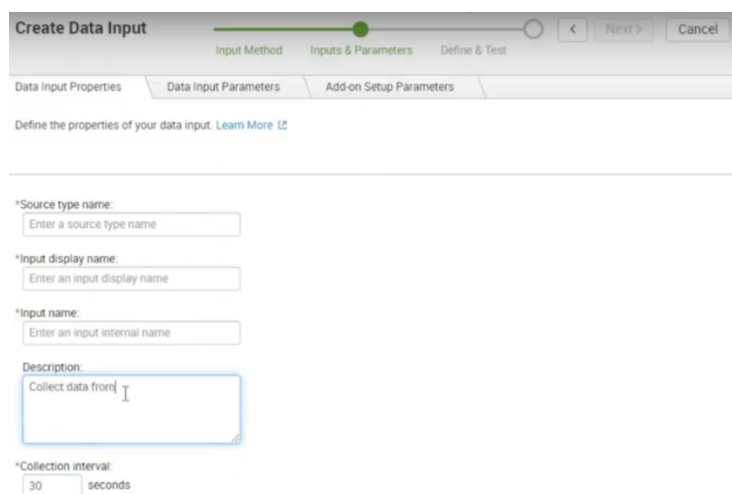 Create Data Input
Input Method
Inputs & Parameters
Define & Test
<
Next >
Cancel
Data Input Properties
Data Input Parameters
Add-on Setup Parameters
Define the properties of your data input. Learn More
*Source type name:
Enter a source type name
*Input display name:
Enter an input display name
*Input name:
Enter an input internal name
Description:
Collect data from
*Collection interval:
30 seconds